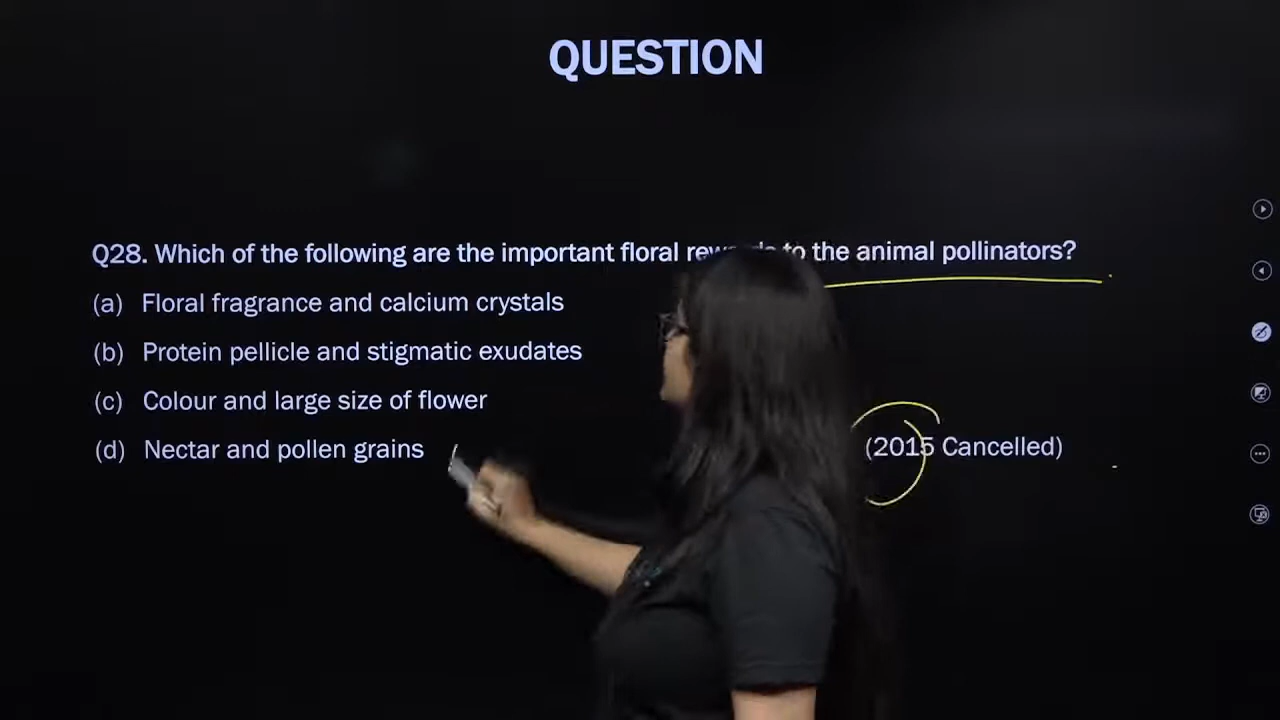 QUESTION
Q28. Which of the following are the important floral to the animal pollinators?
(a) Floral fragrance and calcium crystals
(b) Protein pellicle and stigmatic exudates
(c) Colour and large size of flower
(d) Nectar and pollen grains (2015 Cancelled)